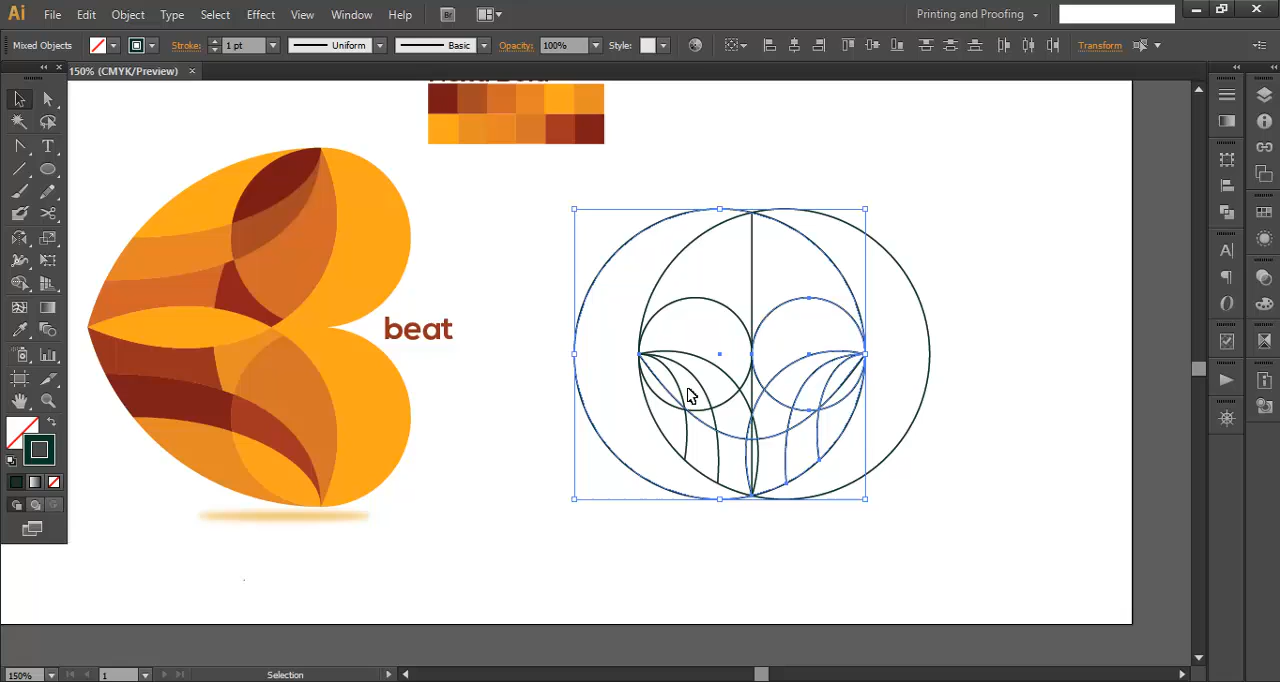 Ai File Edit Object Type Select Effect View Window Help Br Printing and Proofing
Mixed Objects Stroke: 1 pt Uniform Basic Opacity: 100% Style: Transform
150% (CMYK/Preview)
beat
150% 1 Selection